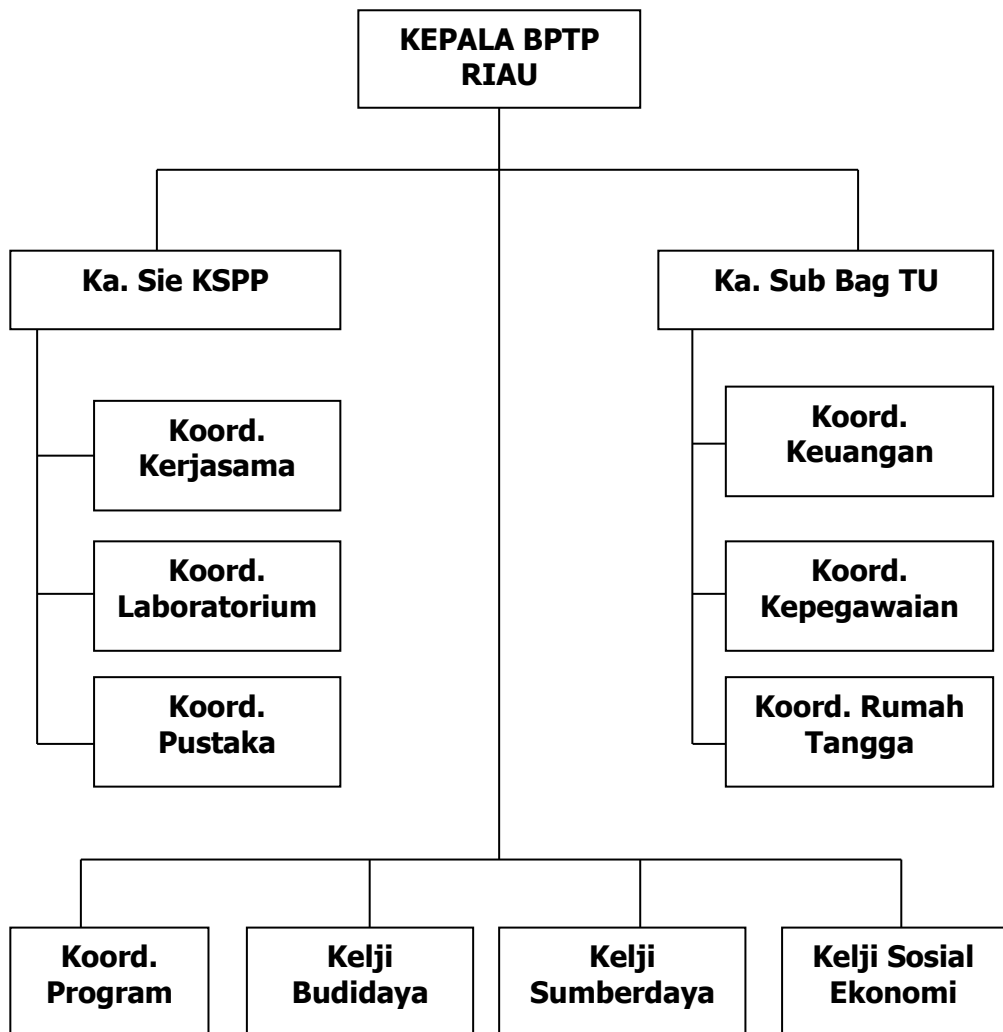 KEPALA BPTP
RIAU
Ka. Sie KSPP
Ka. Sub Bag TU
Koord.
Kerjasama
Koord.
Keuangan
Koord.
Laboratorium
Koord.
Kepegawaian
Koord.
Pustaka
Koord. Rumah
Tangga
Koord.
Program
Kelji
Budidaya
Kelji
Sumberdaya
Kelji Sosial
Ekonomi